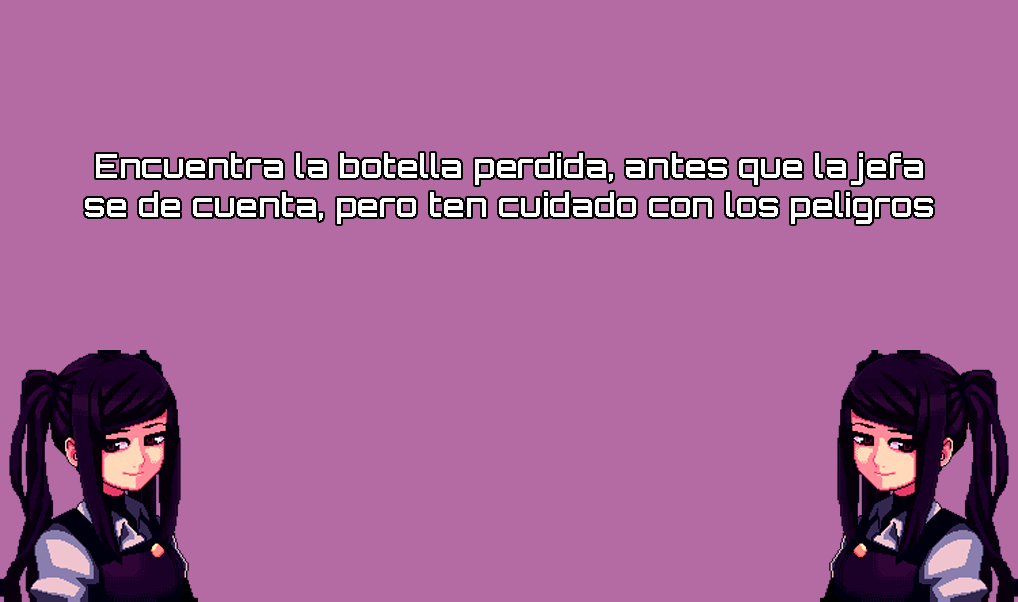 Encuentra la botella perdida, antes que la jefa
se de cuenta, pero ten cuidado con los peligros